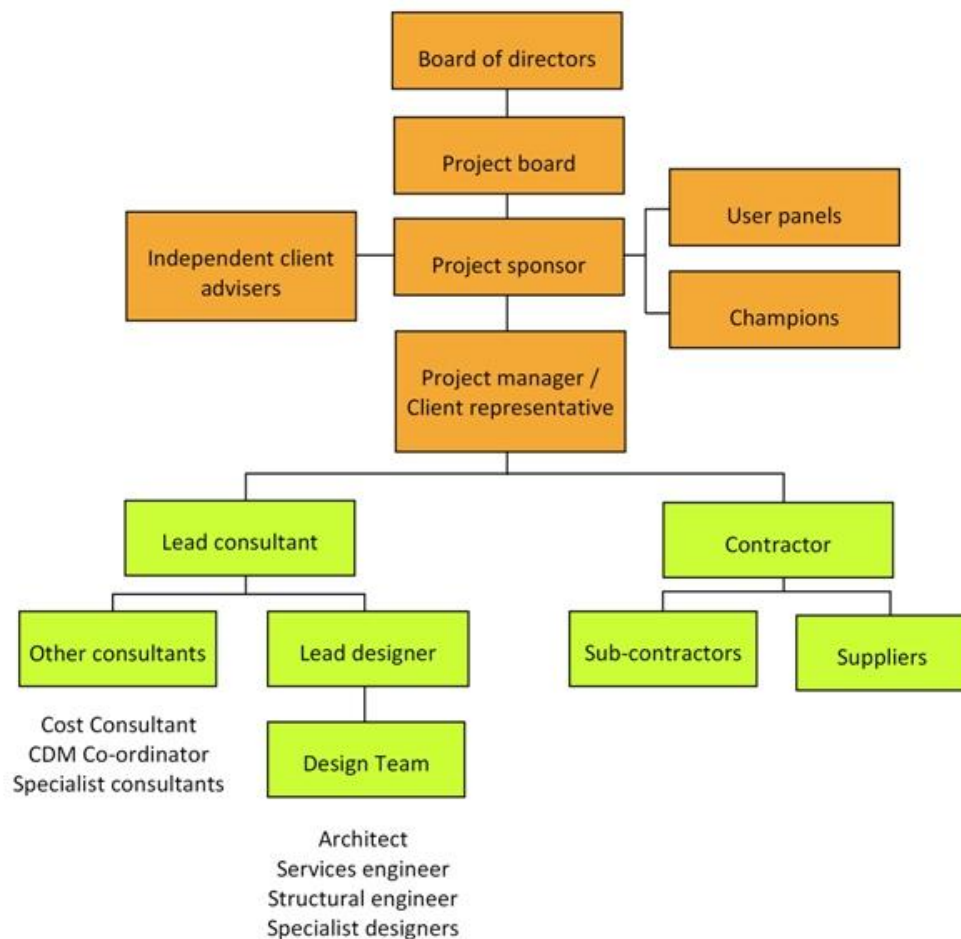 Board of directors
Project board
User panels
Independent client
advisers
Project sponsor
Champions
Project manager /
Client representative
Lead consultant
Contractor
Other consultants
Lead designer
Sub-contractors
Suppliers
Cost Consultant
CDM Co-ordinator
Specialist consultants
Design Team
Architect
Services engineer
Structural engineer
Specialist designers